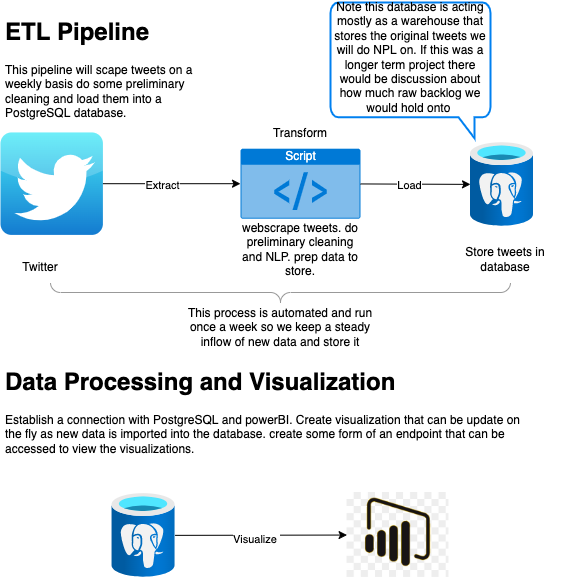 ETL Pipeline
This pipeline will scape tweets on a
weekly basis do some preliminary
cleaning and load them into a
PostgreSQL database.
Note this database is acting
mostly as a warehouse that
stores the original tweets we
will do NPL on. If this was a
longer term project there
would be discussion about
how much raw backlog we
would hold onto
Transform
Script
Extract
</>
Load
webscrape tweets. do
preliminary cleaning
and NLP. prep data to
store.
Twitter
Store tweets in
database
This process is automated and run
once a week so we keep a steady
inflow of new data and store it
Data Processing and Visualization
Establish a connection with PostgreSQL and powerBI. Create visualization that can be update on
the fly as new data is imported into the database. create some form of an endpoint that can be
accessed to view the visualizations.
Visualize